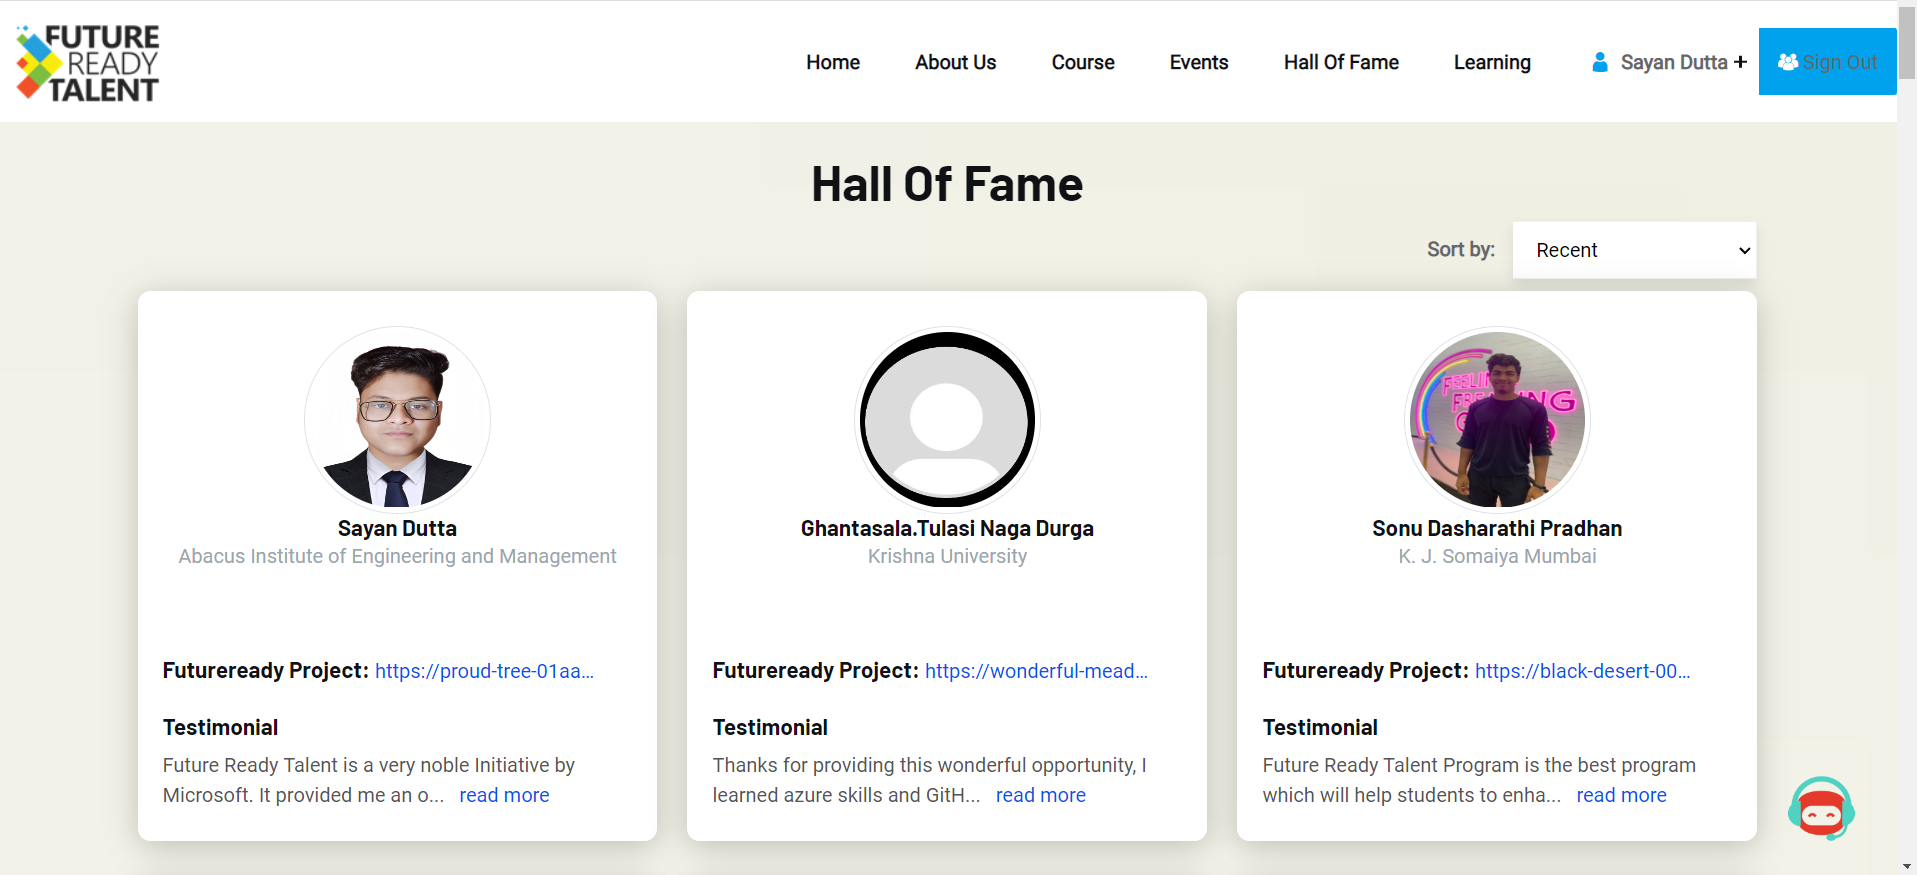 FUTURE
READY
TALENT
Home About Us Course Events Hall Of Fame Learning Sayan Dutta + Sign Out
Hall Of Fame
Sort by: Recent
Sayan Dutta
Abacus Institute of Engineering and Management
Futureready Project: https://proud-tree-01aa...
Testimonial
Future Ready Talent is a very noble Initiative by
Microsoft. It provided me an o... read more
Ghantasala.Tulasi Naga Durga
Krishna University
Futureready Project: https://wonderful-mead...
Testimonial
Thanks for providing this wonderful opportunity, I
learned azure skills and GitH... read more
FEELIN
NG
Sonu Dasharathi Pradhan
K. J. Somaiya Mumbai
Futureready Project: https://black-desert-00...
Testimonial
Future Ready Talent Program is the best program
which will help students to enha... read more